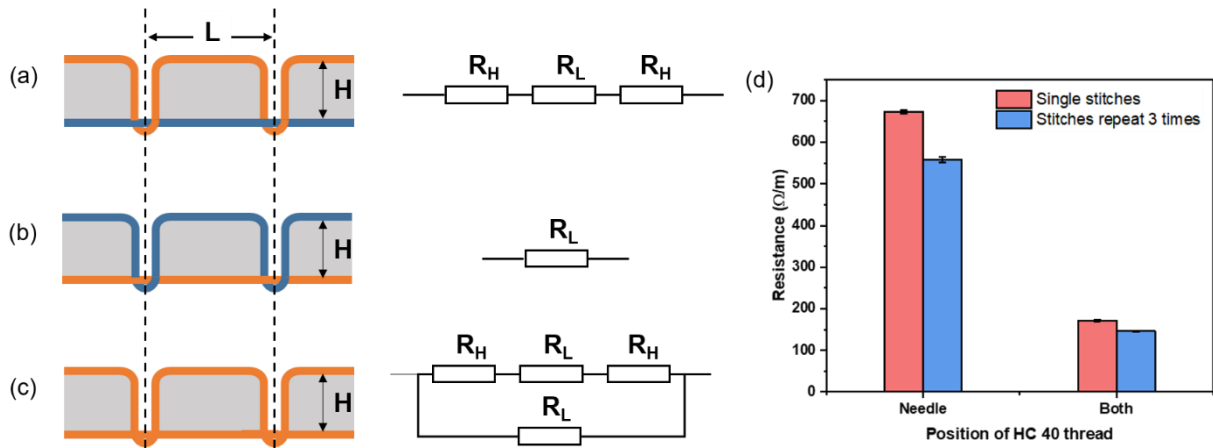 L
(a)
H
R_H R_L R_H
(b)
H
R_L
(c)
H
R_H R_L R_H
R_L
(d)
Single stitches
Stitches repeat 3 times
Resistance (Ω/m)
700
600
500
400
300
200
100
0
Needle Both
Position of HC 40 thread